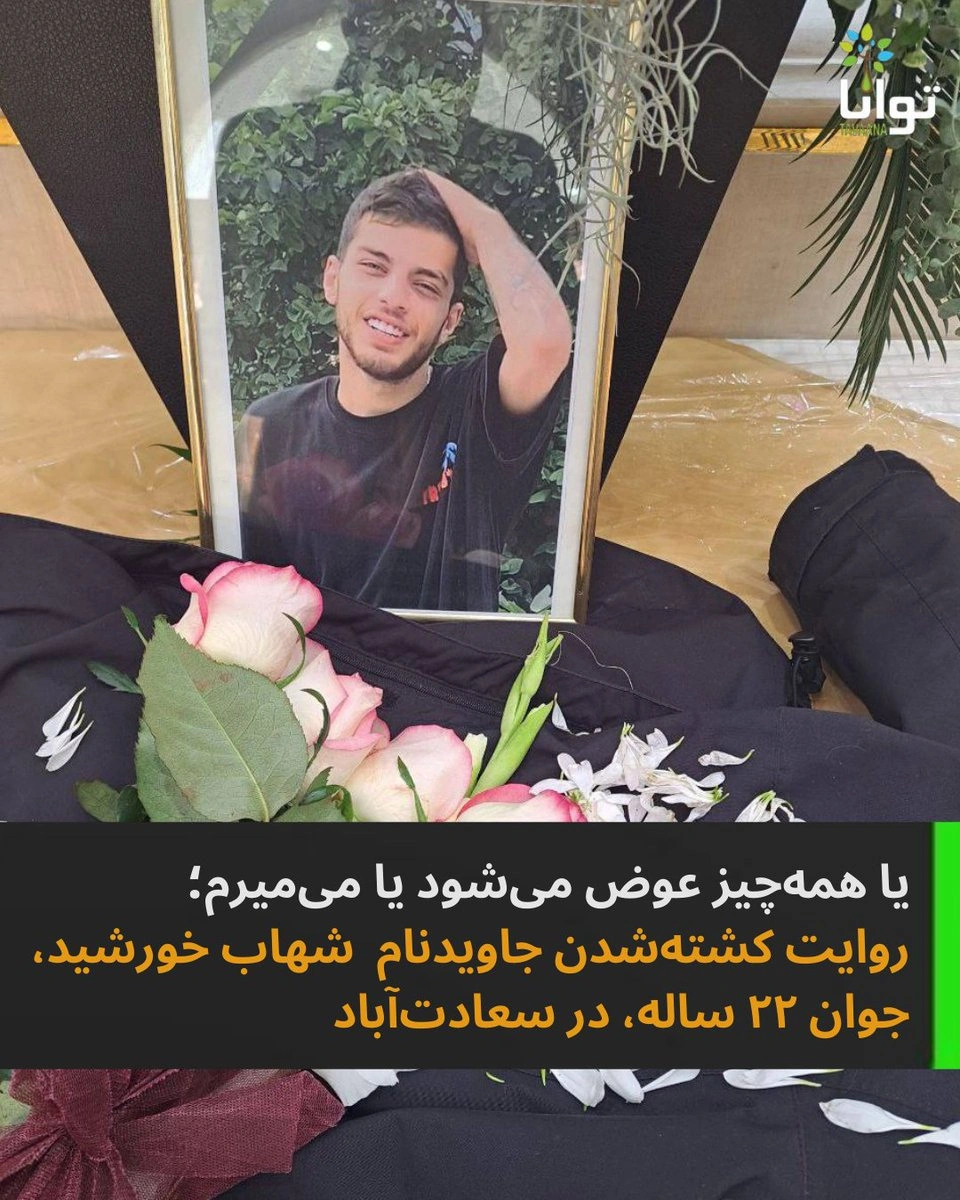 توانا
TAVAANA
یا همه‌چیز عوض می‌شود یا می‌میرم؛
روایت کشته‌شدن جاویدنام شهاب خورشید،
جوان ۲۲ ساله، در سعادت‌آباد